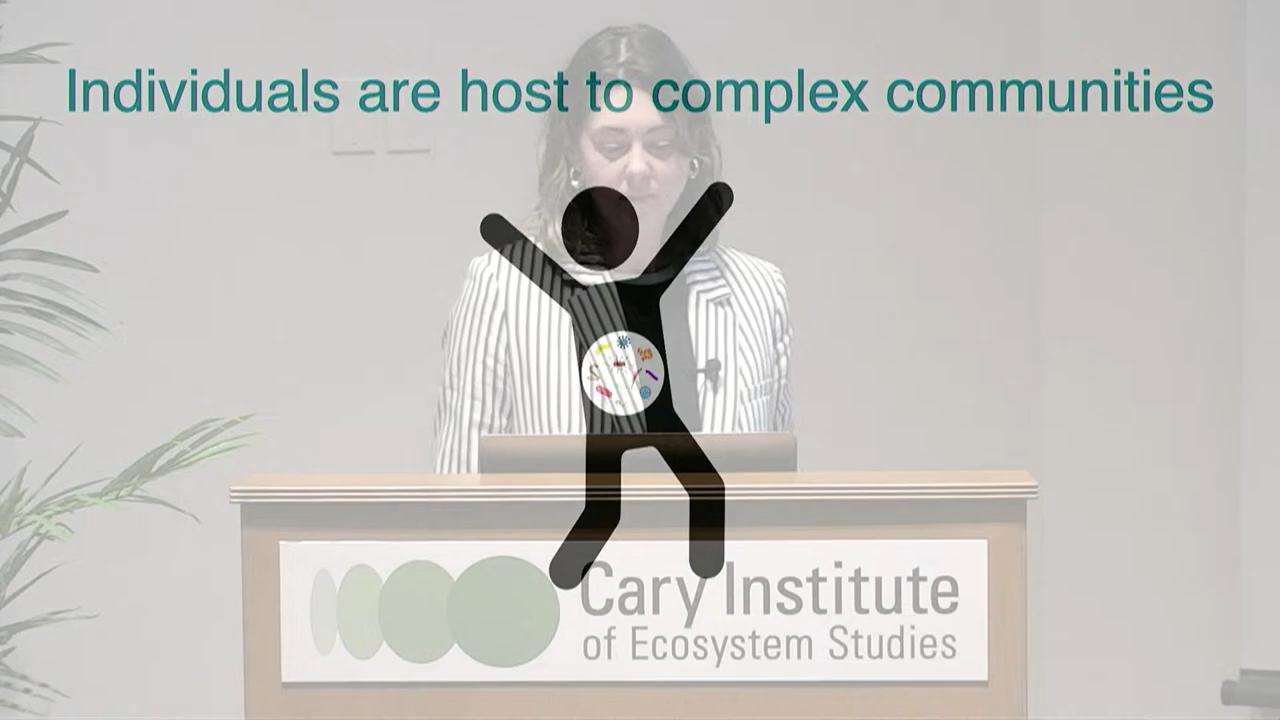 Individuals are host to complex communities
Cary Institute
of Ecosystem Studies